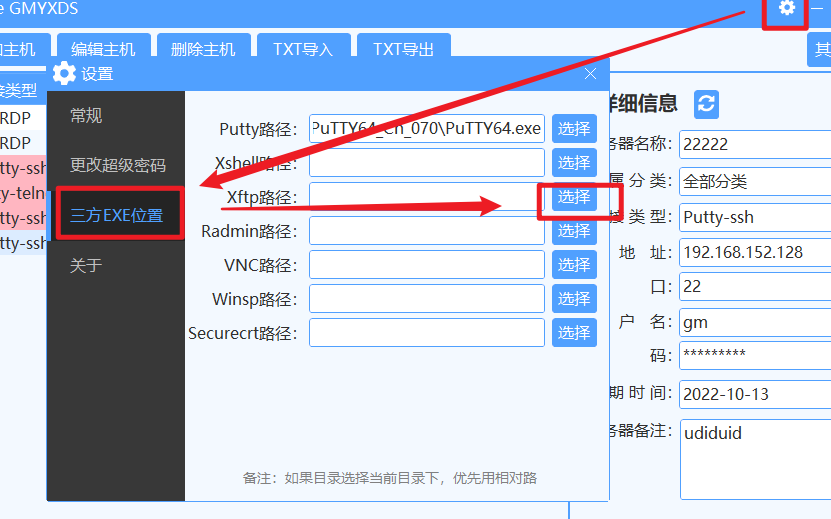 e GMYXDS
加主机 编辑主机 删除主机 TXT导入 TXT导出 其
接类型
RDP
RDP
tty-ssh
ty-teln
tty-ssh
tty-ssh
设置
常规
更改超级密码
三方EXE位置
关于
Putty路径： PuTTY64_Cn_070\PuTTY64.exe 选择
Xshell路径： 选择
Xftp路径： 选择
Radmin路径： 选择
VNC路径： 选择
Winsp路径： 选择
Securecrt路径： 选择
备注：如果目录选择当前目录下，优先用相对路
详细信息
务器名称： 22222
属 分 类： 全部分类
接 类 型： Putty-ssh
地 址： 192.168.152.128
口： 22
户 名： gm
码： *********
期 时 间： 2022-10-13
务器备注： udiduid